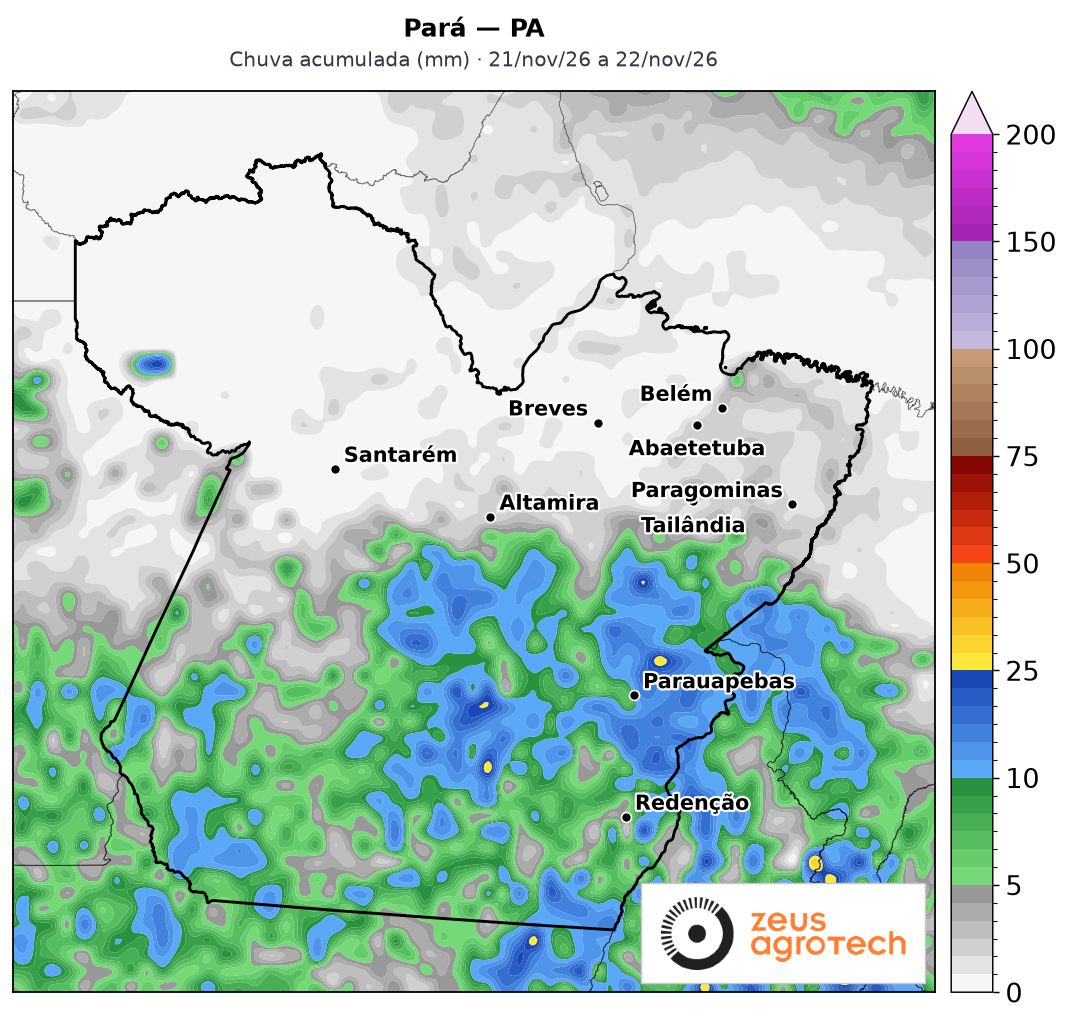 Pará — PA
Chuva acumulada (mm) · 21/nov/26 a 22/nov/26
200
150
100
75
50
25
10
5
0
Belém
Breves
Abaetetuba
Santarém
Paragominas
Altamira
Tailândia
Parauapebas
Redenção
zeus
agrotech